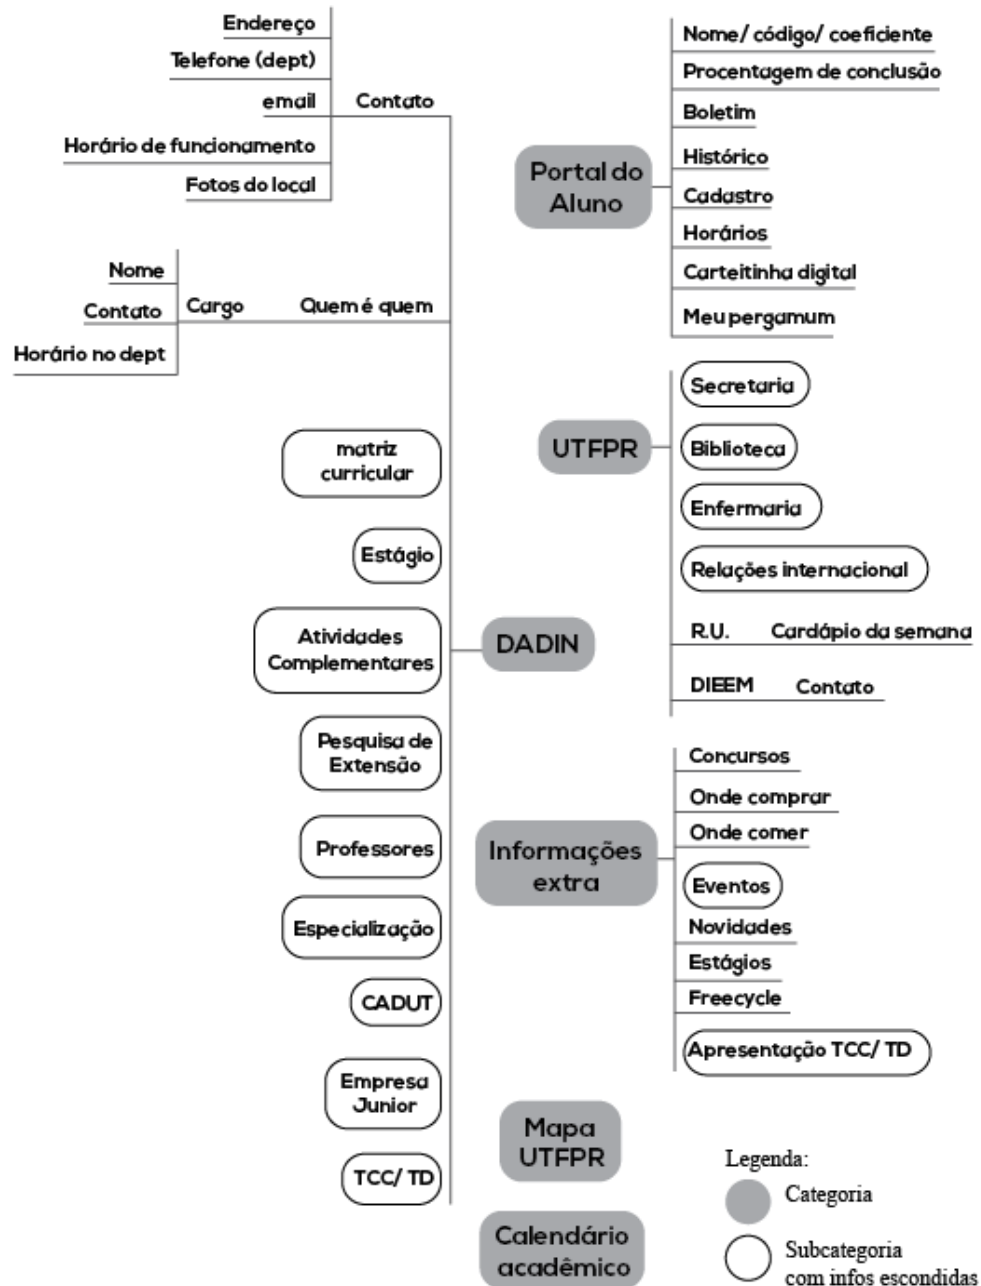 Endereço
Telefone (dept)
email
Horário de funcionamento
Fotos do local
Contato
Nome
Contato
Horário no dept
Cargo
Quem é quem
matriz
curricular
Estágio
Atividades
Complementares
Pesquisa de
Extensão
Professores
Especialização
CADUT
Empresa
Junior
TCC/ TD
DADIN
Portal do
Aluno
Nome/ código/ coeficiente
Procentagem de conclusão
Boletim
Histórico
Cadastro
Horários
Carteitinha digital
Meu pergamum
UTFPR
Secretaria
Biblioteca
Enfermaria
Relações internacional
R.U. Cardápio da semana
DIEEM Contato
Informações
extra
Concursos
Onde comprar
Onde comer
Eventos
Novidades
Estágios
Freecycle
Apresentação TCC/ TD
Mapa
UTFPR
Calendário
acadêmico
Legenda:
Categoria
Subcategoria
com infos escondidas